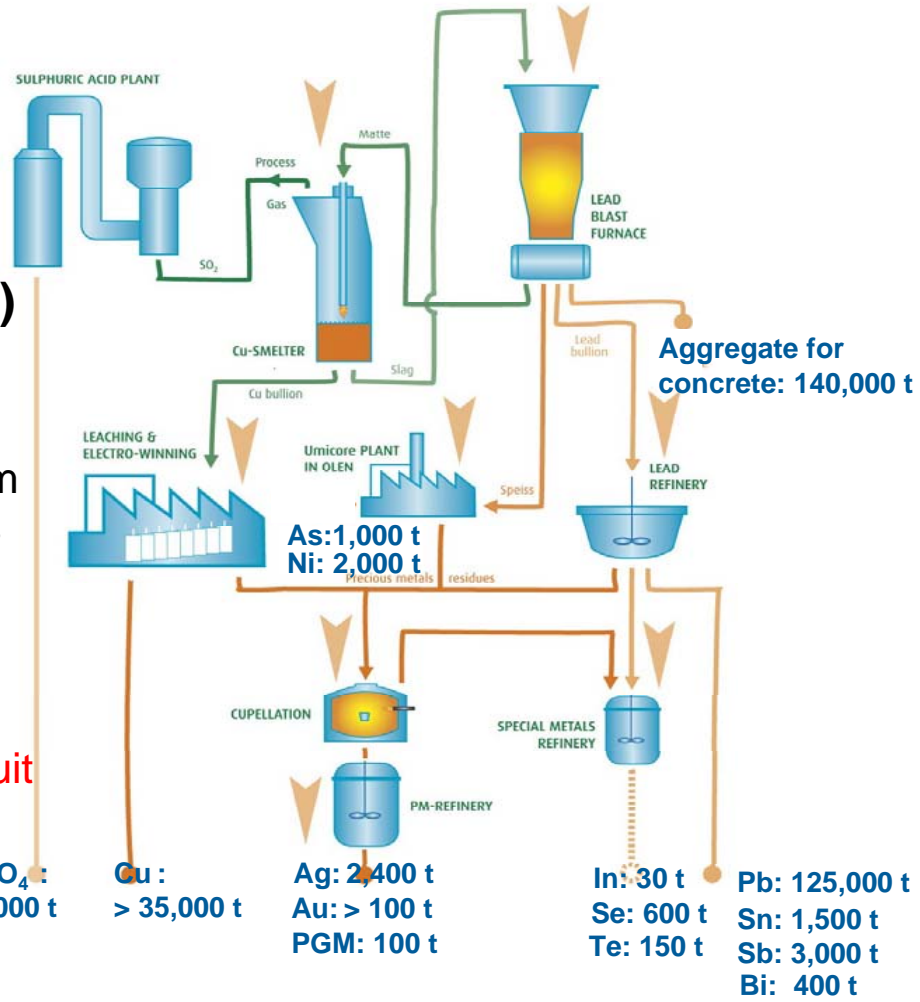 SULPHURIC ACID PLANT
Matte
Process
Gas
LEAD
BLAST
FURNACE
SO₂
)
Cu-SMELTER
Slag
Lead
bullion
Aggregate for
concrete: 140,000 t
Cu bullion
LEACHING &
ELECTRO-WINNING
Umicore PLANT
IN OLEN
LEAD
REFINERY
Speiss
As:1,000 t
Ni: 2,000 t
Precious metals residues
CUPELLATION
SPECIAL METALS
REFINERY
uit
PM-REFINERY
O₄ :
000 t
Cu :
> 35,000 t
Ag: 2,400 t
Au: > 100 t
PGM: 100 t
In: 30 t
Se: 600 t
Te: 150 t
Pb: 125,000 t
Sn: 1,500 t
Sb: 3,000 t
Bi: 400 t